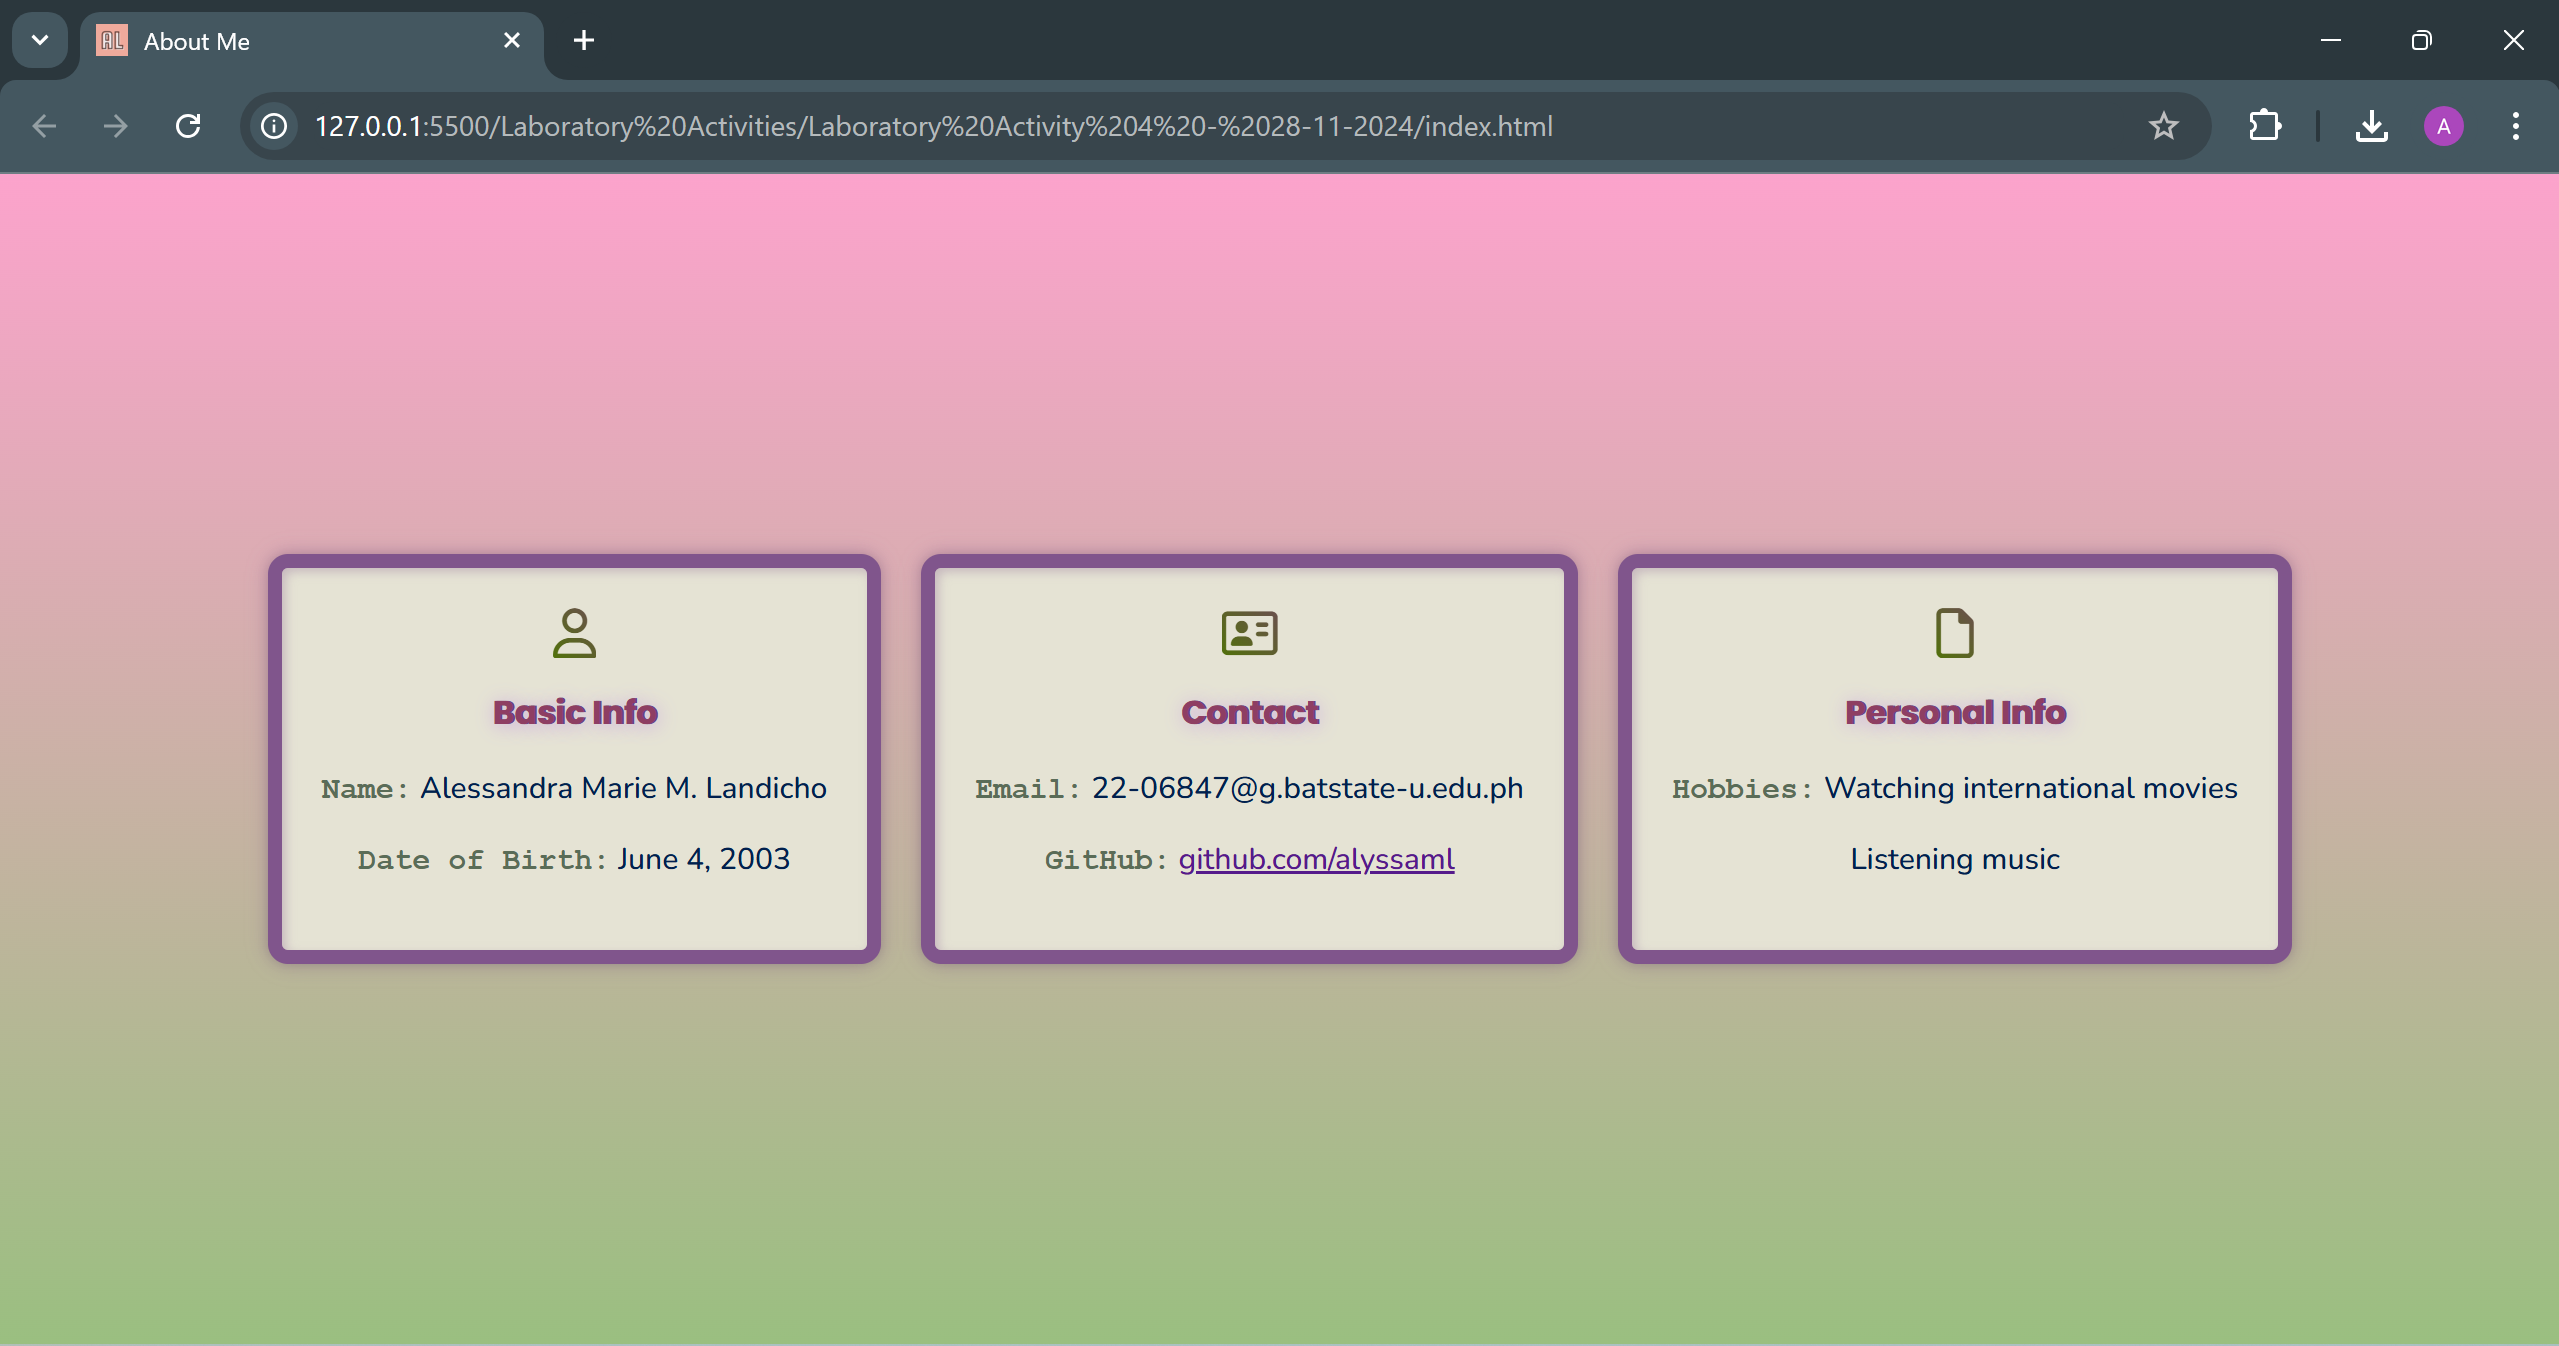 AL About Me
127.0.0.1:5500/Laboratory%20Activities/Laboratory%20Activity%204%20-%2028-11-2024/index.html
A
Basic Info
Name: Alessandra Marie M. Landicho
Date of Birth: June 4, 2003
Contact
Email: 22-06847@g.batstate-u.edu.ph
GitHub: github.com/alyssaml
Personal Info
Hobbies: Watching international movies
Listening music